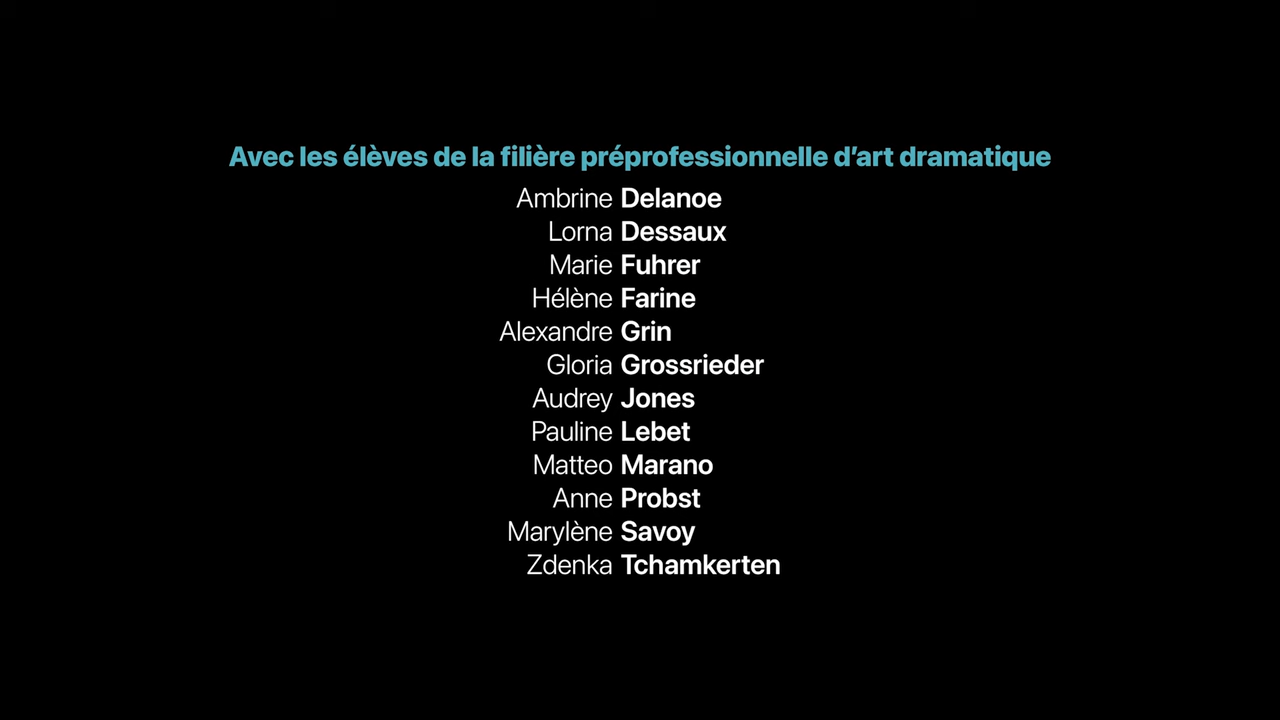 Avec les élèves de la filière préprofessionnelle d’art dramatique
Ambrine Delanoe
Lorna Dessaux
Marie Fuhrer
Hélène Farine
Alexandre Grin
Gloria Grossrieder
Audrey Jones
Pauline Lebet
Matteo Marano
Anne Probst
Marylène Savoy
Zdenka Tchamkerten